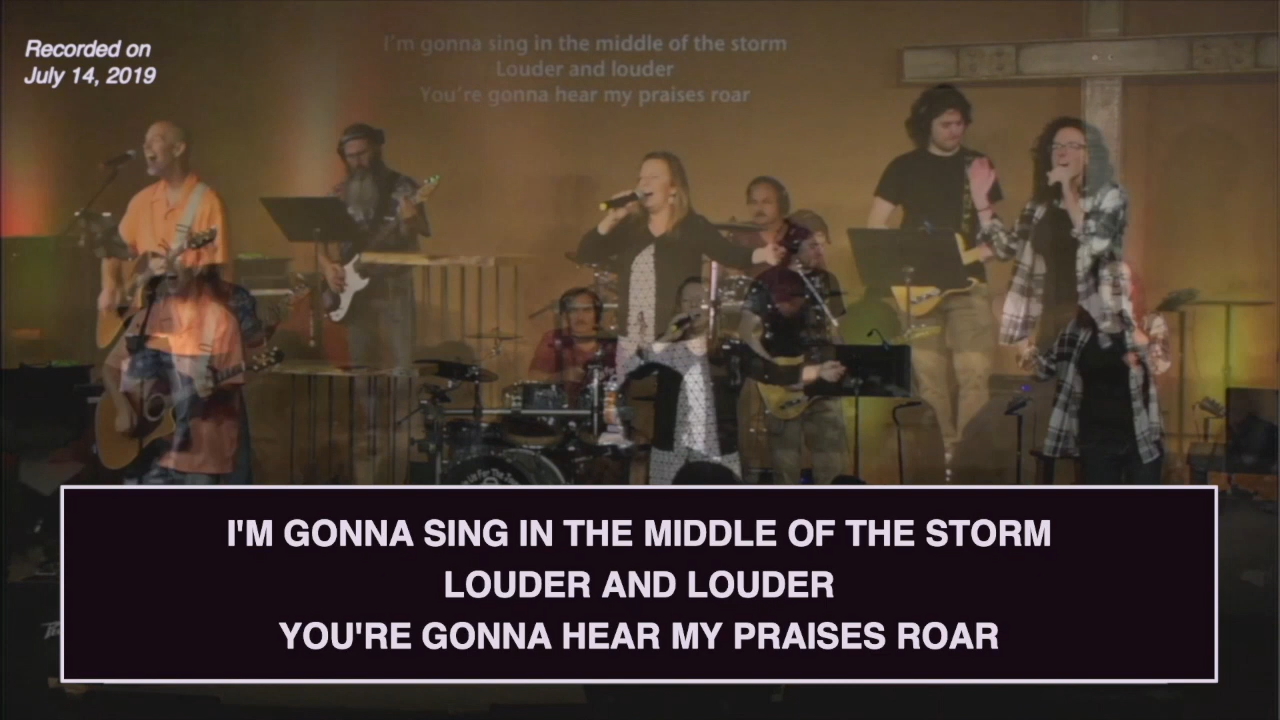 Recorded on
July 14, 2019
I'm gonna sing in the middle of the storm
Louder and louder
You're gonna hear my praises roar
I'M GONNA SING IN THE MIDDLE OF THE STORM
LOUDER AND LOUDER
YOU'RE GONNA HEAR MY PRAISES ROAR